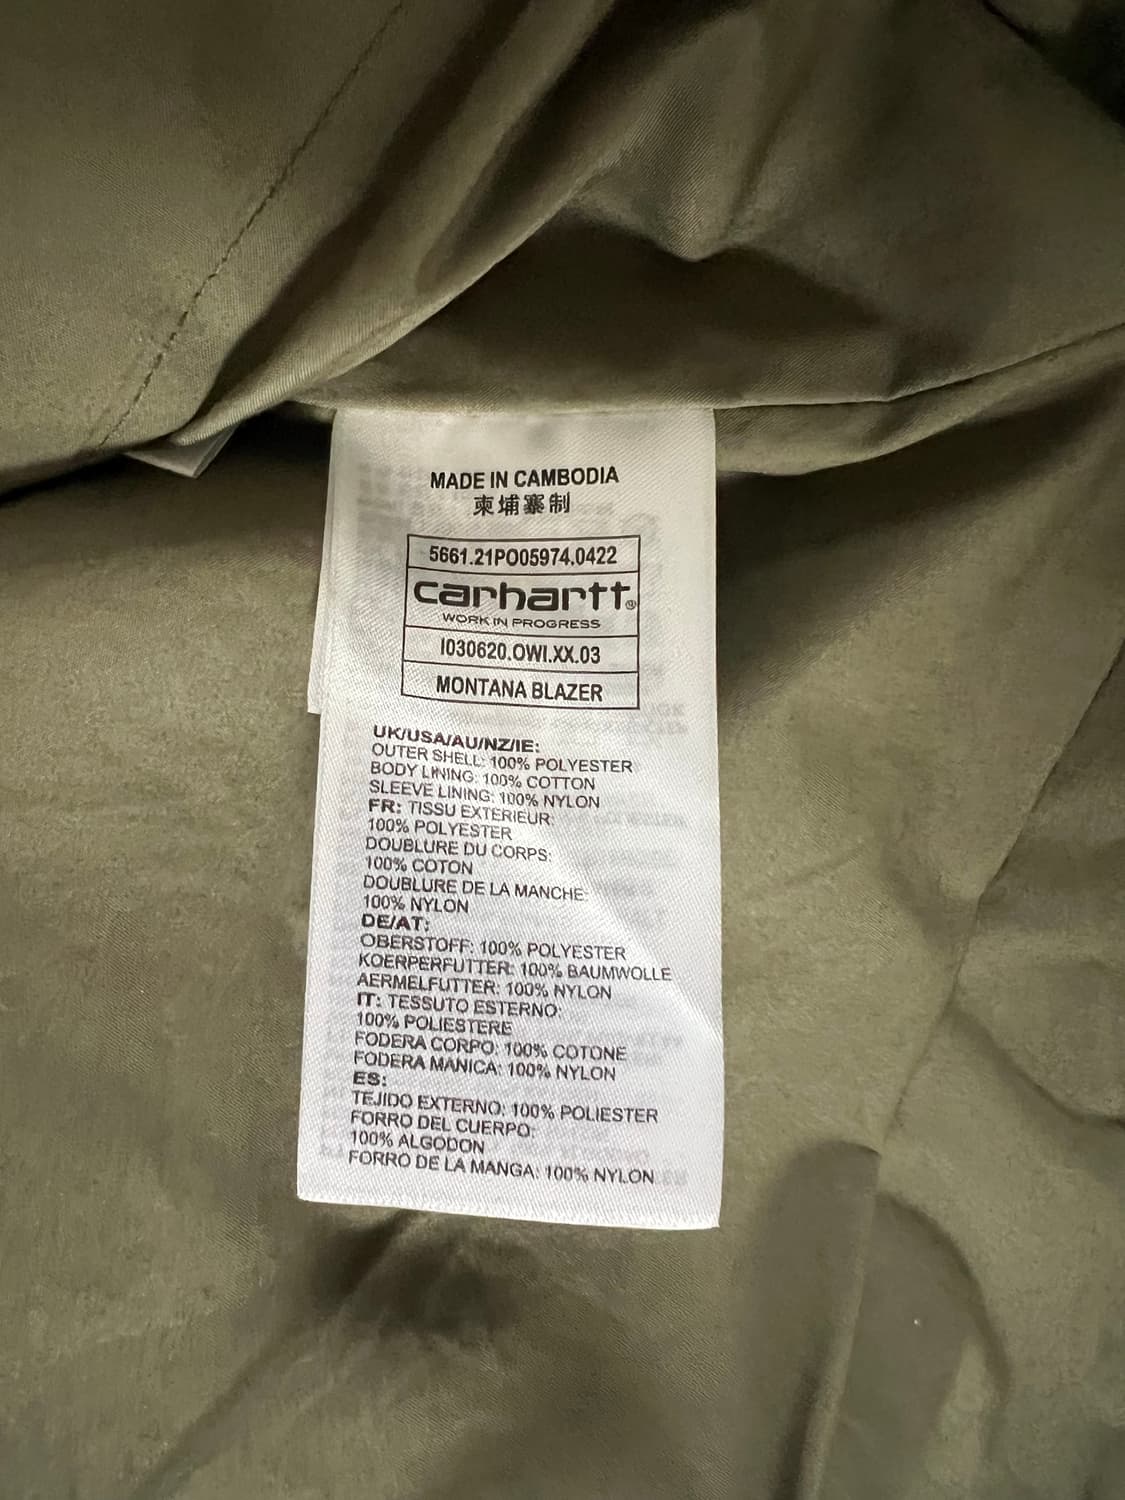 MADE IN CAMBODIA
柬埔寨制
5661.21PO05974.0422
carhartt®
WORK IN PROGRESS
I030620.OWI.XX.03
MONTANA BLAZER
UK/USA/AU/NZ/IE:
OUTER SHELL: 100% POLYESTER
BODY LINING: 100% COTTON
SLEEVE LINING: 100% NYLON
FR: TISSU EXTERIEUR:
100% POLYESTER
DOUBLURE DU CORPS:
100% COTON
DOUBLURE DE LA MANCHE:
100% NYLON
DE/AT:
OBERSTOFF: 100% POLYESTER
KOERPERFUTTER: 100% BAUMWOLLE
AERMELFUTTER: 100% NYLON
IT: TESSUTO ESTERNO:
100% POLIESTERE
FODERA CORPO: 100% COTONE
FODERA MANICA: 100% NYLON
ES:
TEJIDO EXTERNO: 100% POLIESTER
FORRO DEL CUERPO:
100% ALGODON
FORRO DE LA MANGA: 100% NYLON